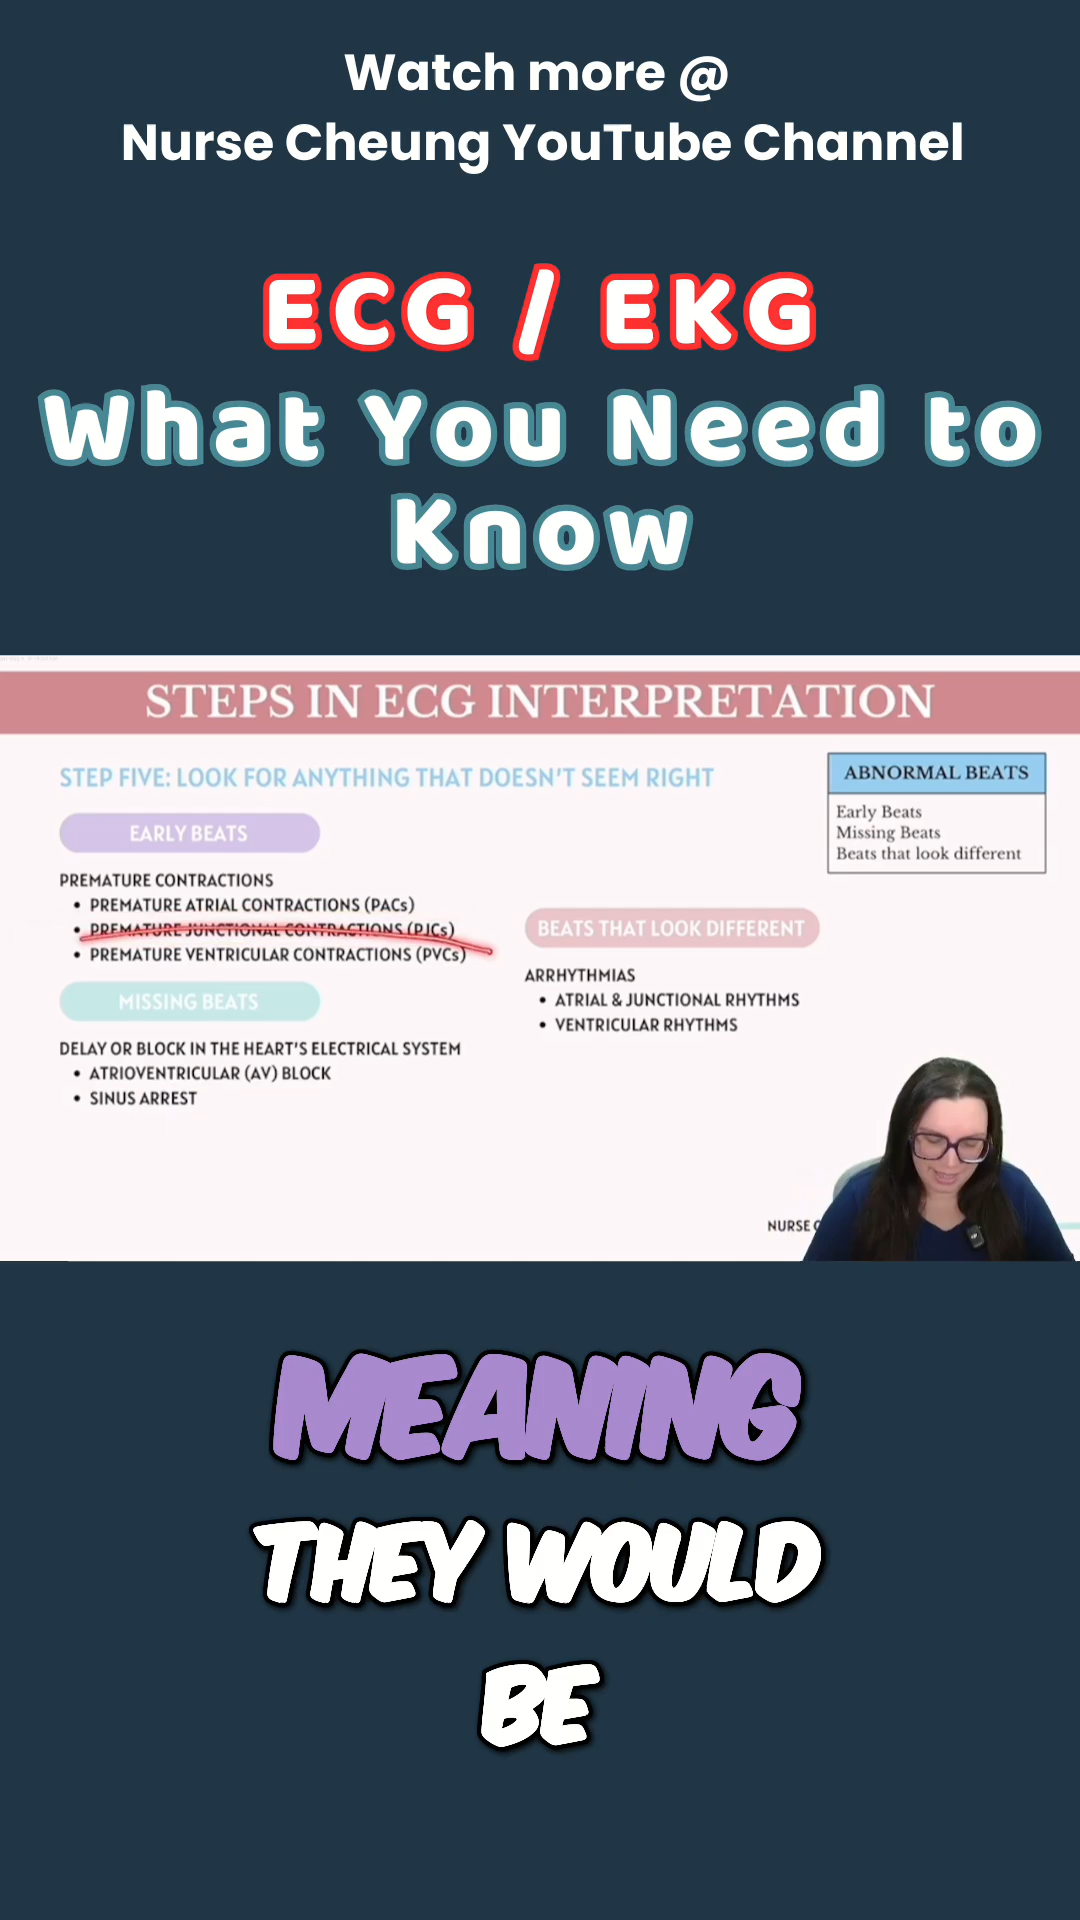 Watch more @
Nurse Cheung YouTube Channel
ECG / EKG
What You Need to
Know
STEPS IN ECG INTERPRETATION
STEP FIVE: LOOK FOR ANYTHING THAT DOESN'T SEEM RIGHT
EARLY BEATS
PREMATURE CONTRACTIONS
• PREMATURE ATRIAL CONTRACTIONS (PACs)
• PREMATURE JUNCTIONAL CONTRACTIONS (PJCs)
• PREMATURE VENTRICULAR CONTRACTIONS (PVCs)
MISSING BEATS
DELAY OR BLOCK IN THE HEART'S ELECTRICAL SYSTEM
• ATRIOVENTRICULAR (AV) BLOCK
• SINUS ARREST
ABNORMAL BEATS
Early Beats
Missing Beats
Beats that look different
BEATS THAT LOOK DIFFERENT
ARRHYTHMIAS
• ATRIAL & JUNCTIONAL RHYTHMS
• VENTRICULAR RHYTHMS
NURSE
MEANING
THEY WOULD
BE